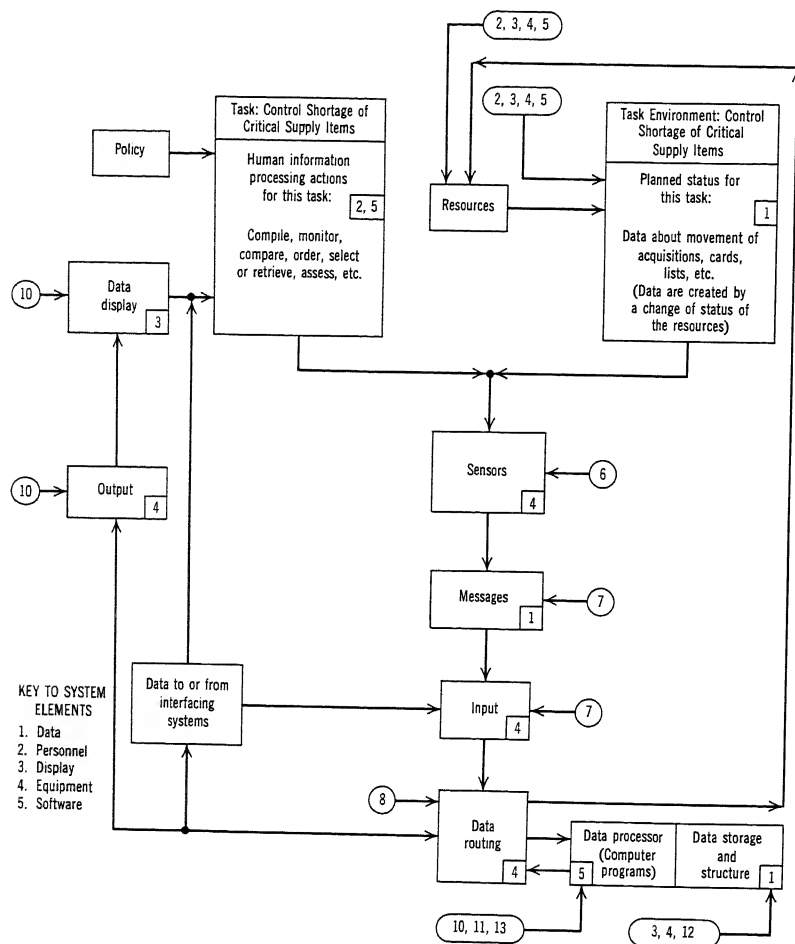 2, 3, 4, 5
2, 3, 4, 5
Task: Control Shortage of
Critical Supply Items
Human information
processing actions
for this task:
2, 5
Compile, monitor,
compare, order, select
or retrieve, assess, etc.
Policy
Resources
Task Environment: Control
Shortage of Critical
Supply Items
Planned status for
this task:
1
Data about movement of
acquisitions, cards,
lists, etc.
(Data are created by
a change of status of
the resources)
10
Data
display
3
10
Output
4
Sensors
4
6
Messages
1
7
Data to or from
interfacing
systems
Input
4
7
KEY TO SYSTEM
ELEMENTS
1. Data
2. Personnel
3. Display
4. Equipment
5. Software
8
Data
routing
4
Data processor
(Computer
programs)
5
Data storage
and
structure
1
10, 11, 13
3, 4, 12